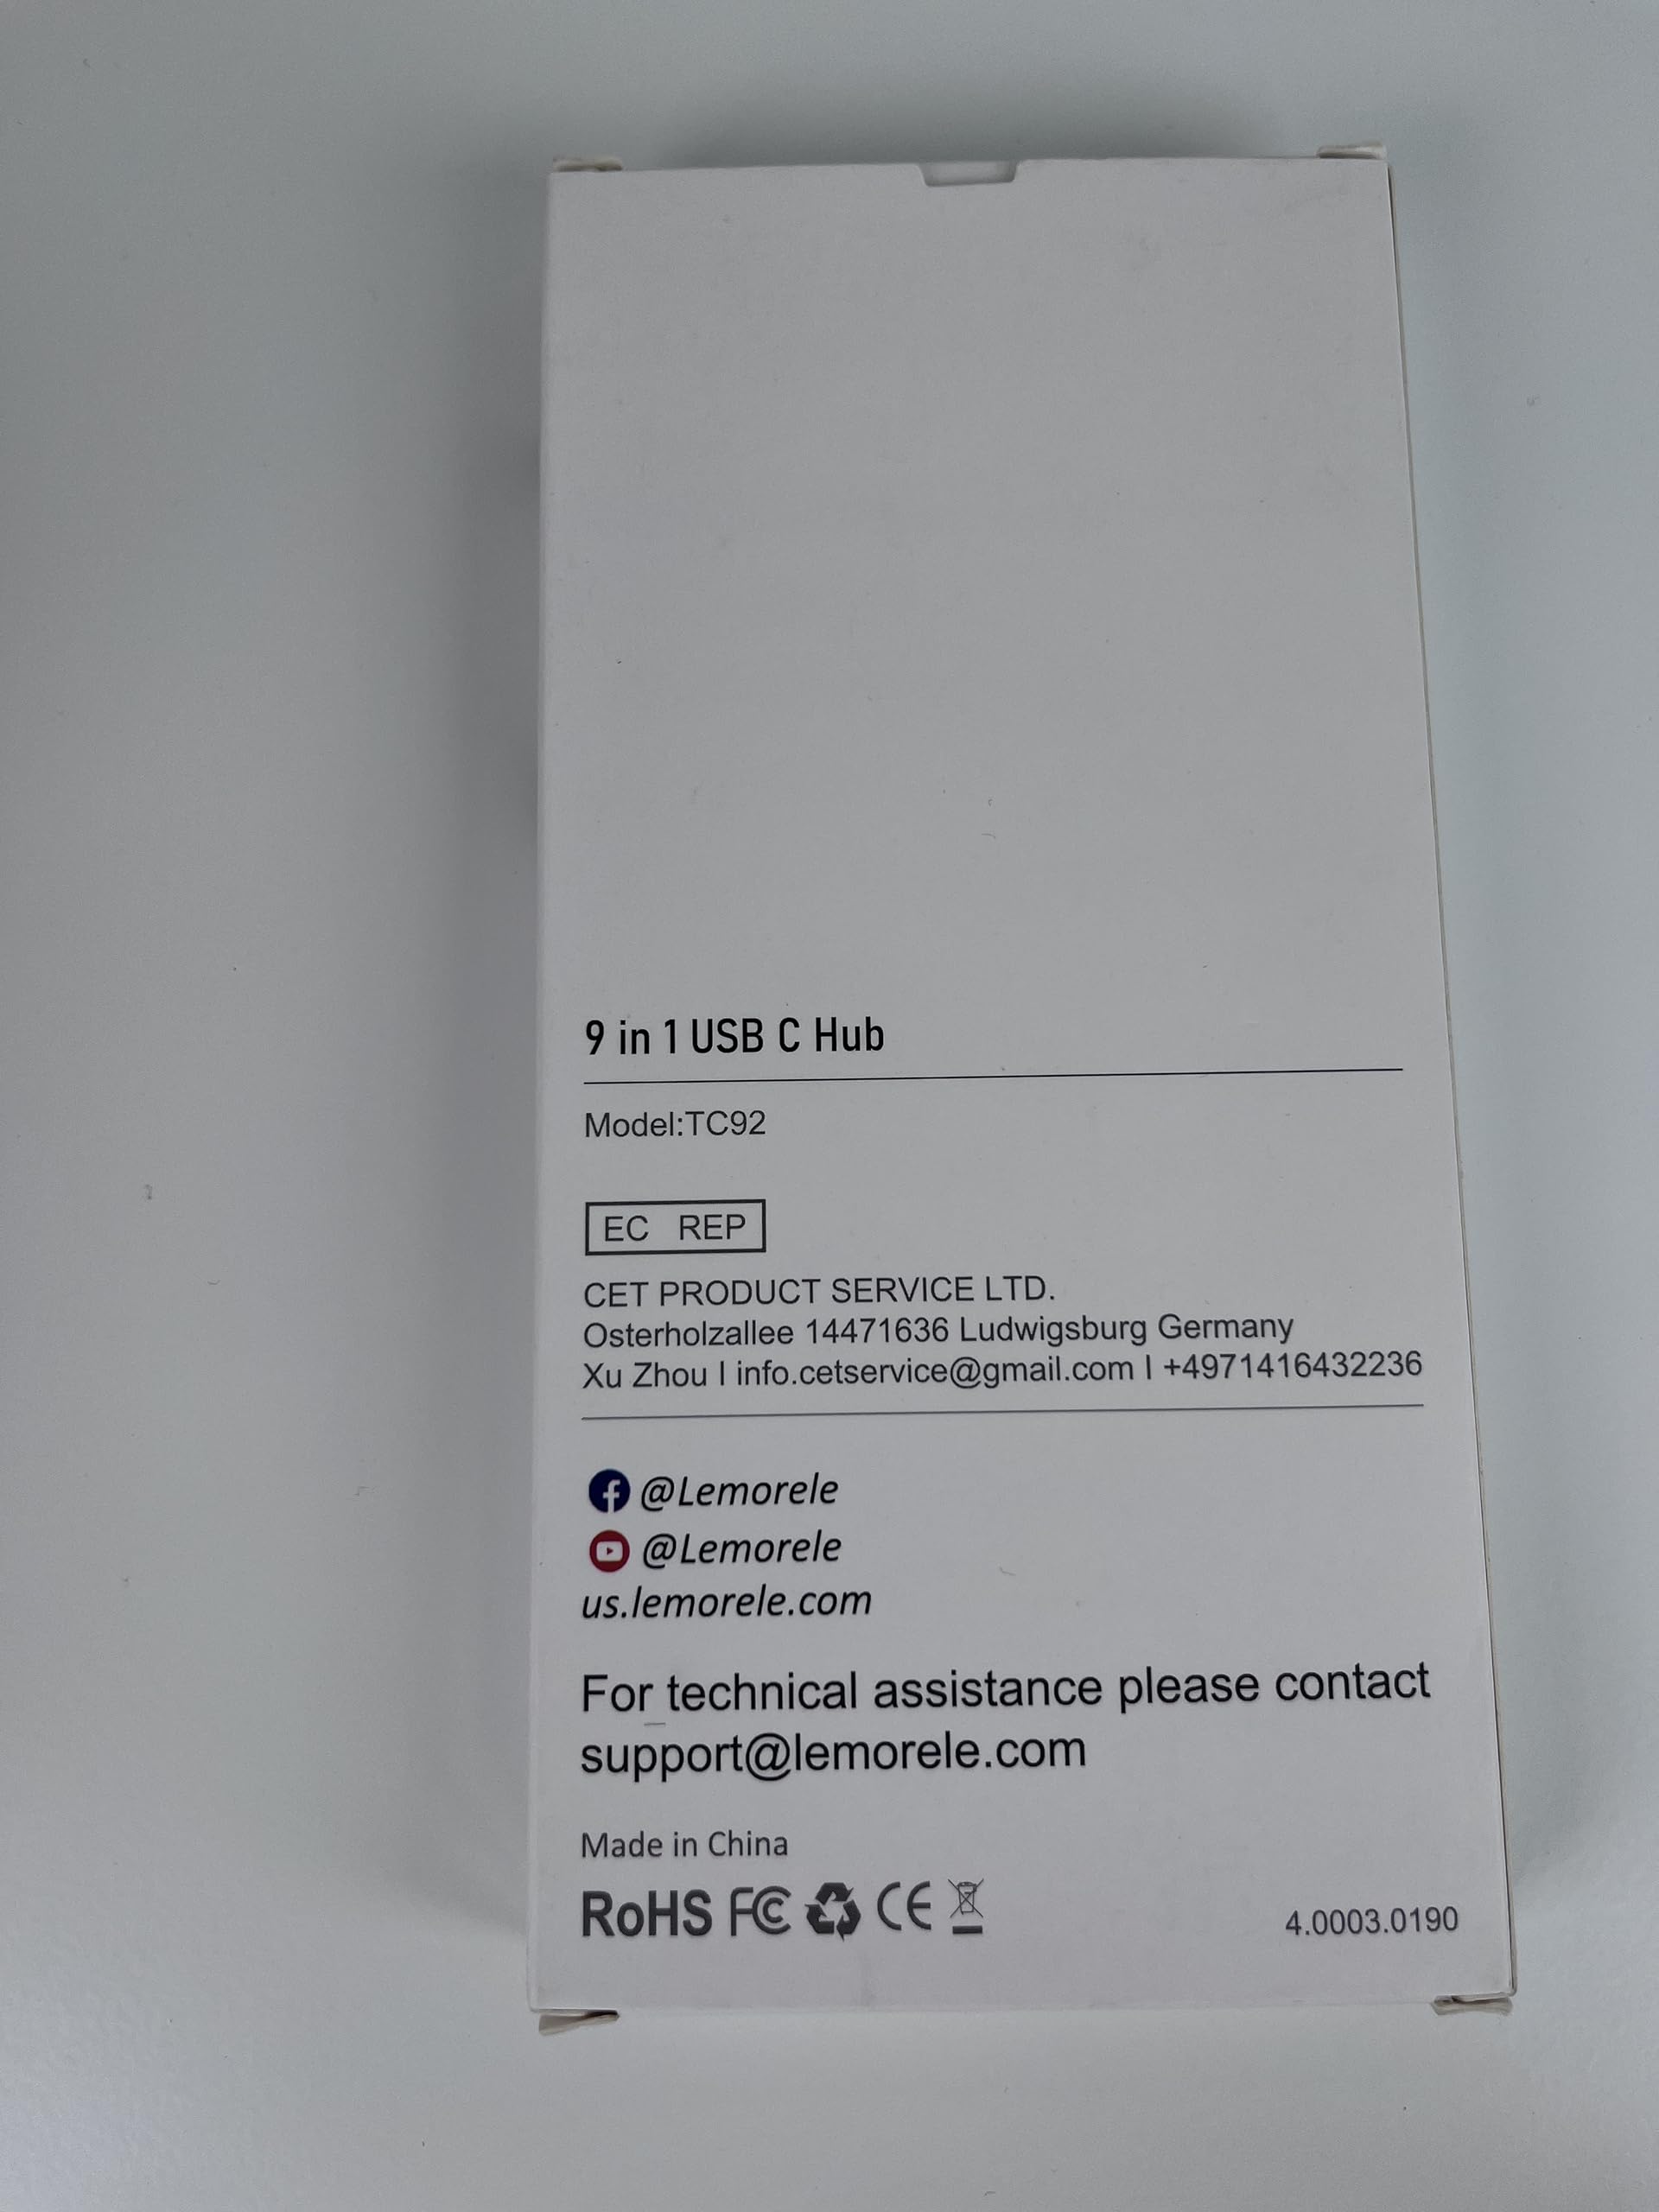 9 in 1 USB C Hub
Model:TC92
EC REP
CET PRODUCT SERVICE LTD.
Osterholzallee 14471636 Ludwigsburg Germany
Xu Zhou I info.cetservice@gmail.com I +4971416432236
@Lemorele
@Lemorele
us.lemorele.com
For technical assistance please contact
support@lemorele.com
Made in China
RoHS FC CE
4.0003.0190